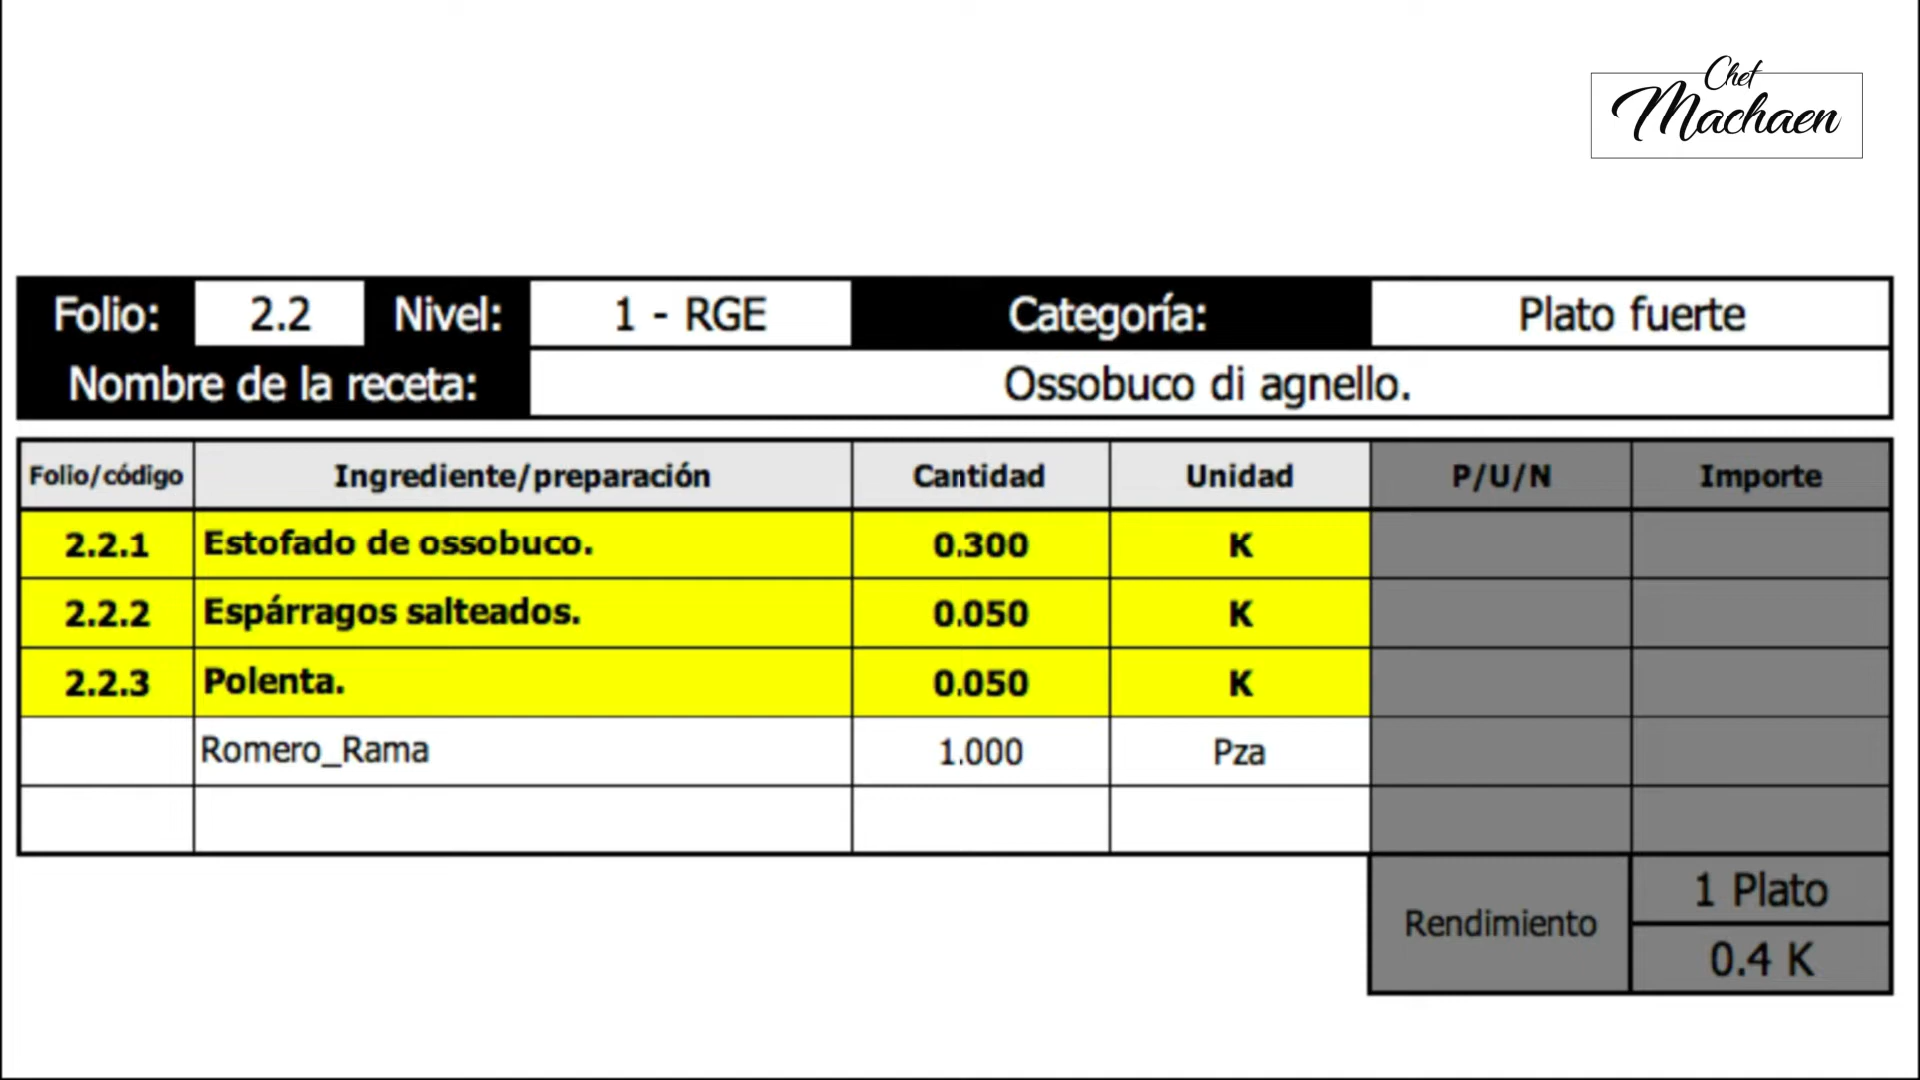 Chef
Machaen
Folio: 2.2 Nivel: 1 - RGE Categoría: Plato fuerte
Nombre de la receta: Ossobuco di agnello.
Folio/código Ingrediente/preparación Cantidad Unidad P/U/N Importe
2.2.1 Estofado de ossobuco. 0.300 K
2.2.2 Espárragos salteados. 0.050 K
2.2.3 Polenta. 0.050 K
Romero_Rama 1.000 Pza
Rendimiento 1 Plato
0.4 K